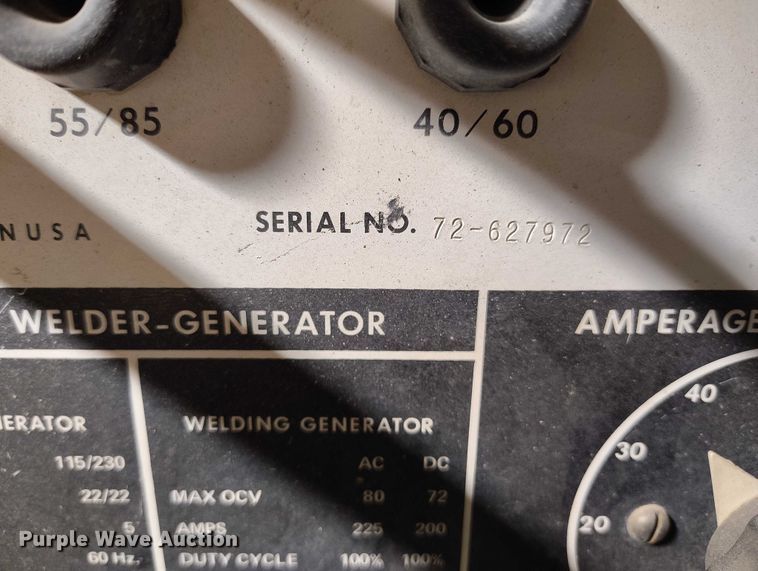 55/85 40/60
N USA SERIAL NO. 72-627972
WELDER-GENERATOR AMPERAGE
ERATOR WELDING GENERATOR
40
115/230 AC DC
30
22/22 MAX OCV 80 72
5 AMPS 225 200
20
60 Hz. DUTY CYCLE 100% 100%
Purple Wave Auction